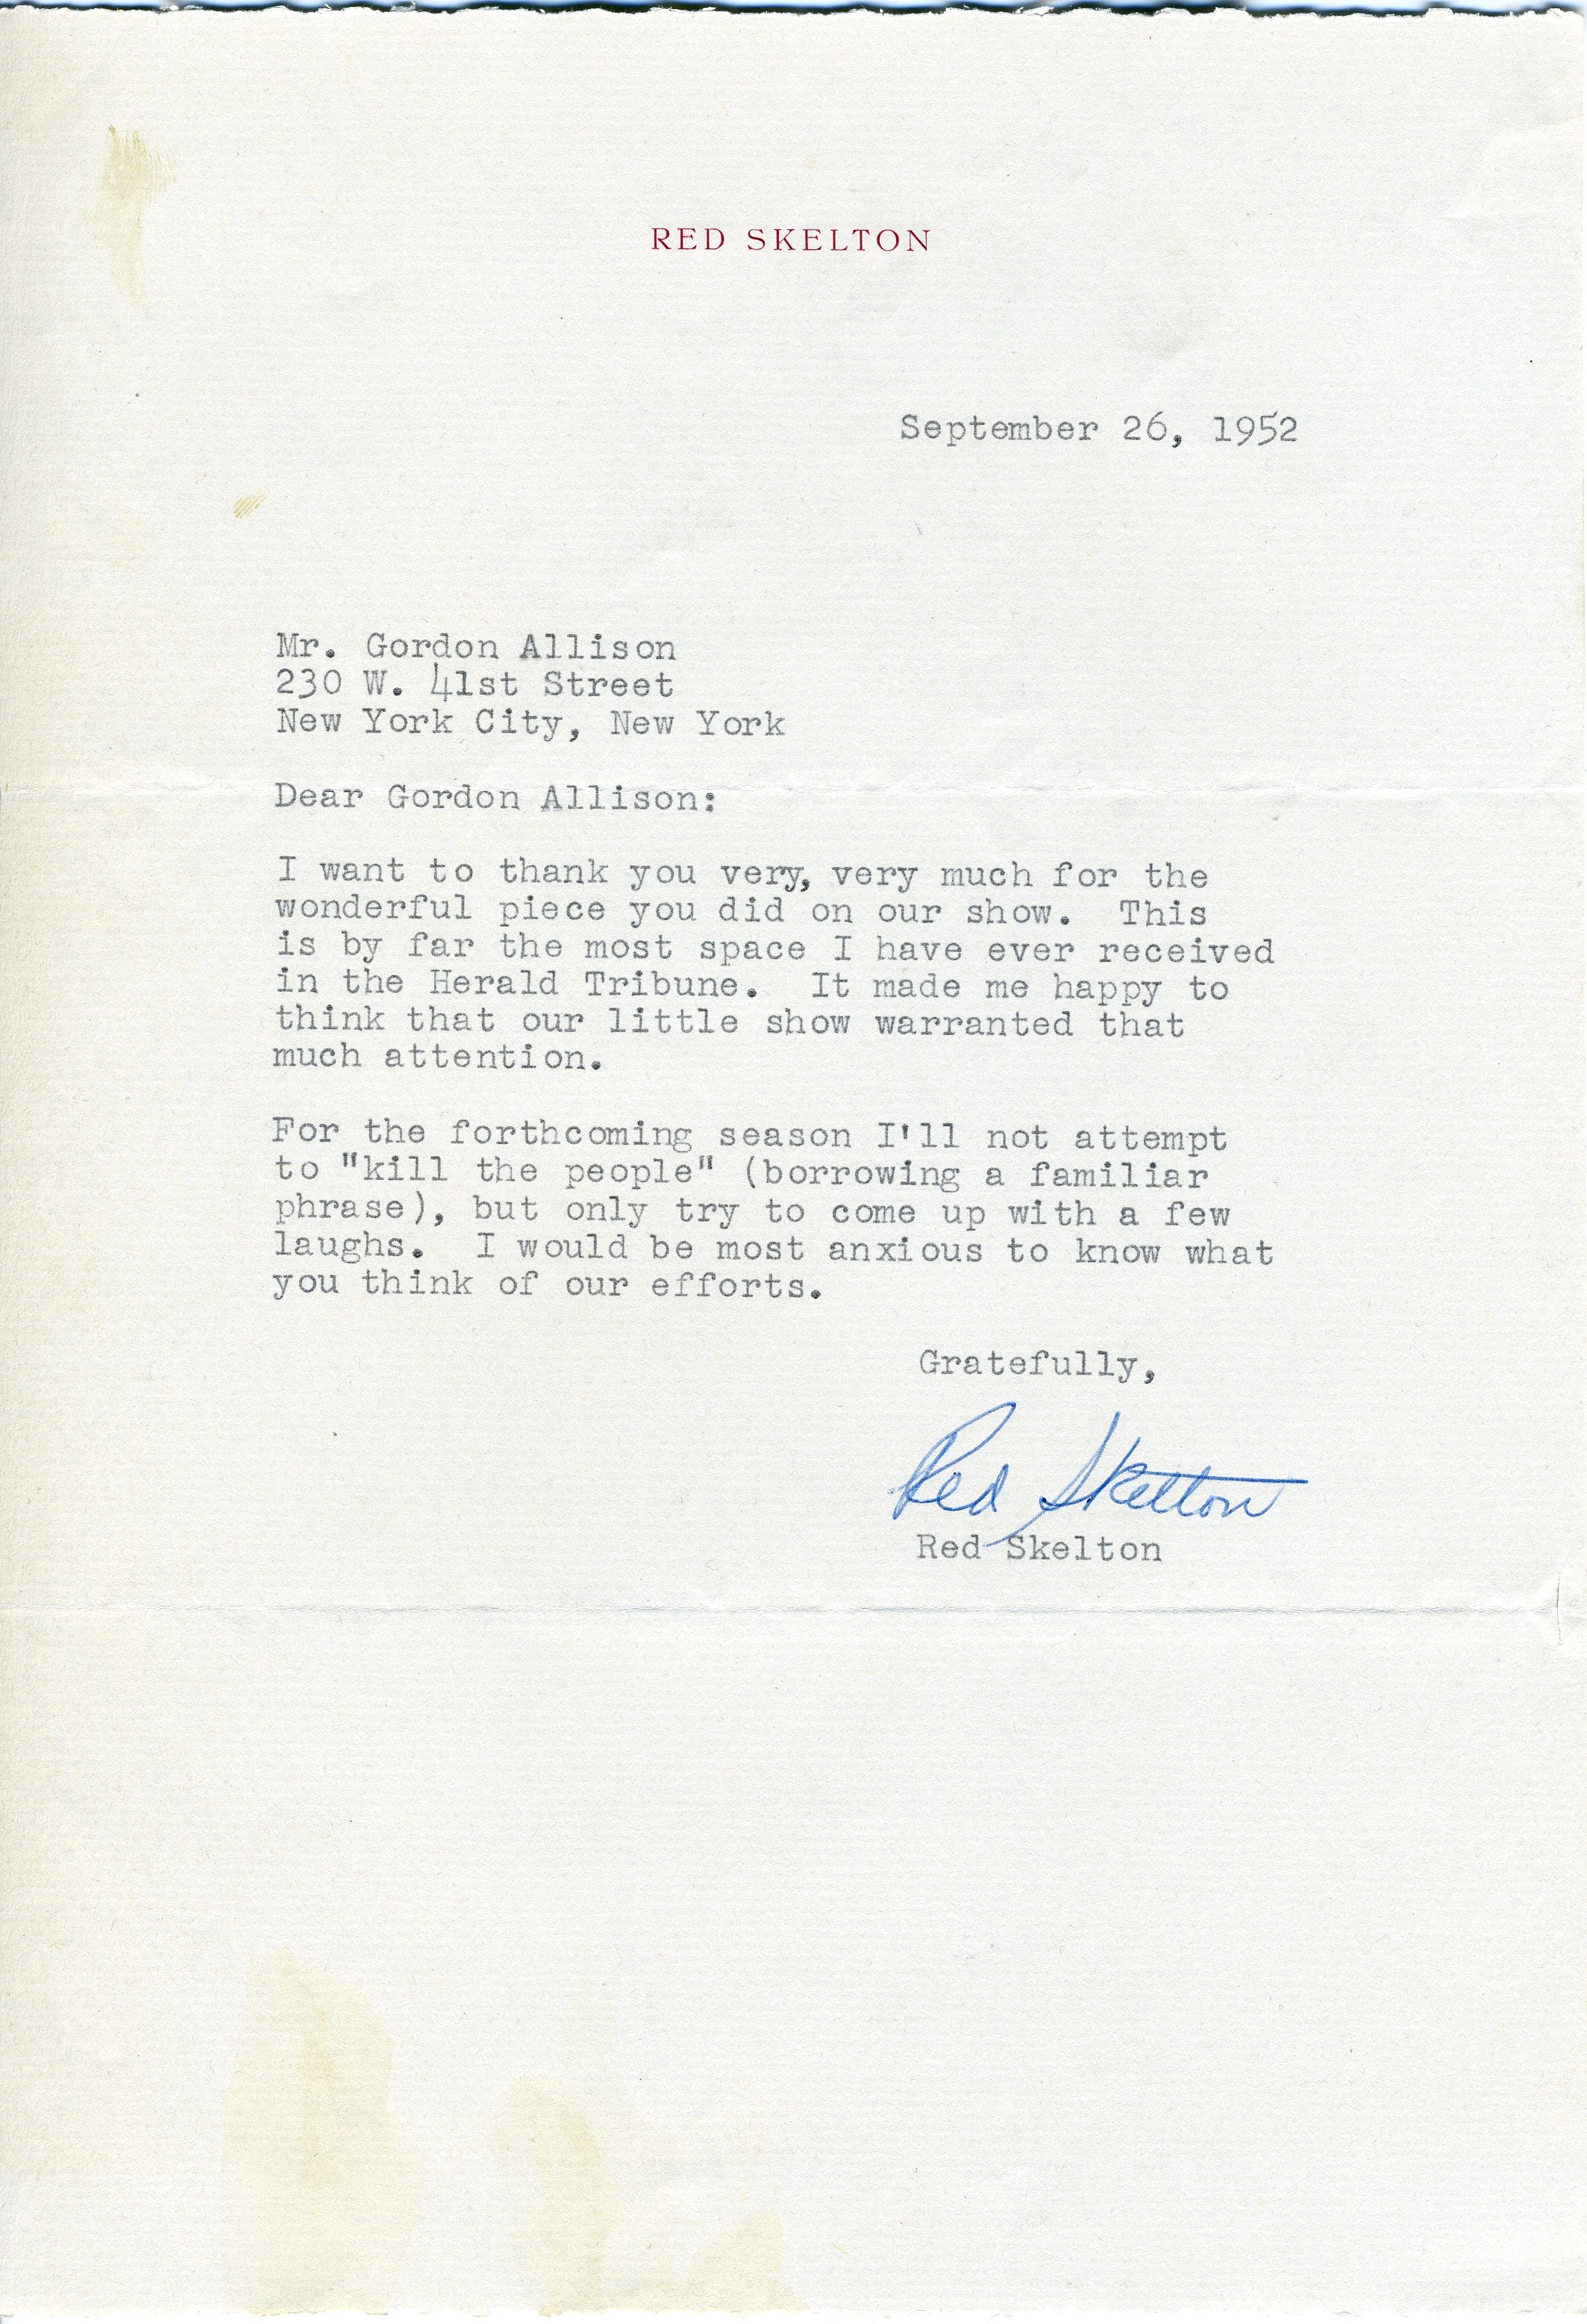 RED SKELTON
September 26, 1952
Mr. Gordon Allison
230 W. 41st Street
New York City, New York
Dear Gordon Allison:
I want to thank you very, very much for the
wonderful piece you did on our show. This
is by far the most space I have ever received
in the Herald Tribune. It made me happy to
think that our little show warranted that
much attention.
For the forthcoming season I'll not attempt
to "kill the people" (borrowing a familiar
phrase), but only try to come up with a few
laughs. I would be most anxious to know what
you think of our efforts.
Gratefully,
Red Skelton
Red Skelton